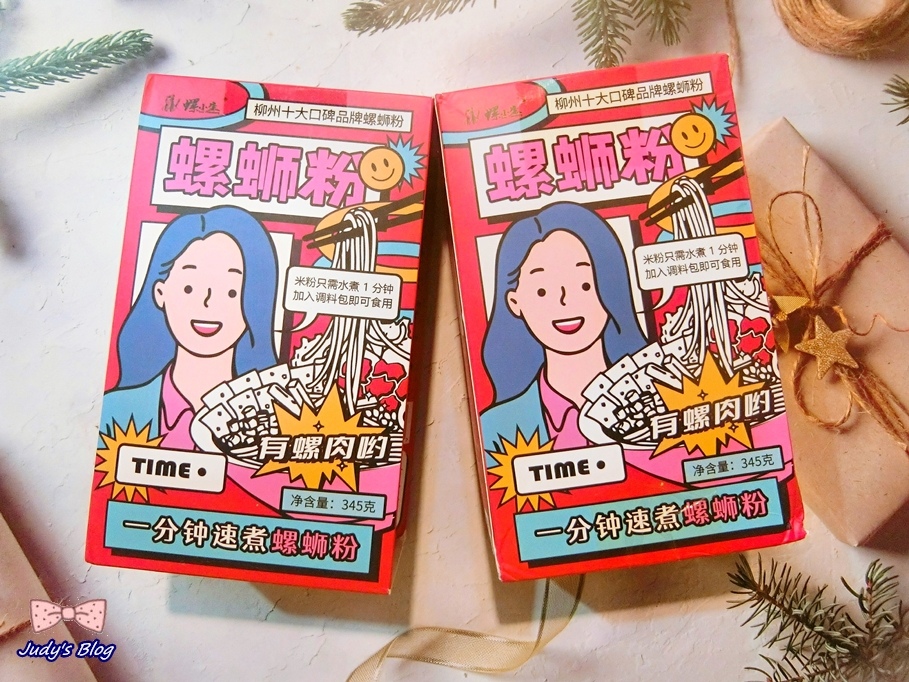 螺小生
柳州十大口碑品牌螺蛳粉
螺蛳粉
米粉只需水煮1分钟
加入调料包即可食用
有螺肉哟
TIME
净含量：345克
一分钟速煮螺蛳粉
柳州十大口碑品牌螺蛳粉
螺蛳粉
米粉只需水煮1分钟
加入调料包即可食用
有螺肉哟
TIME
净含量：345克
一分钟速煮螺蛳粉
Judy's Blog